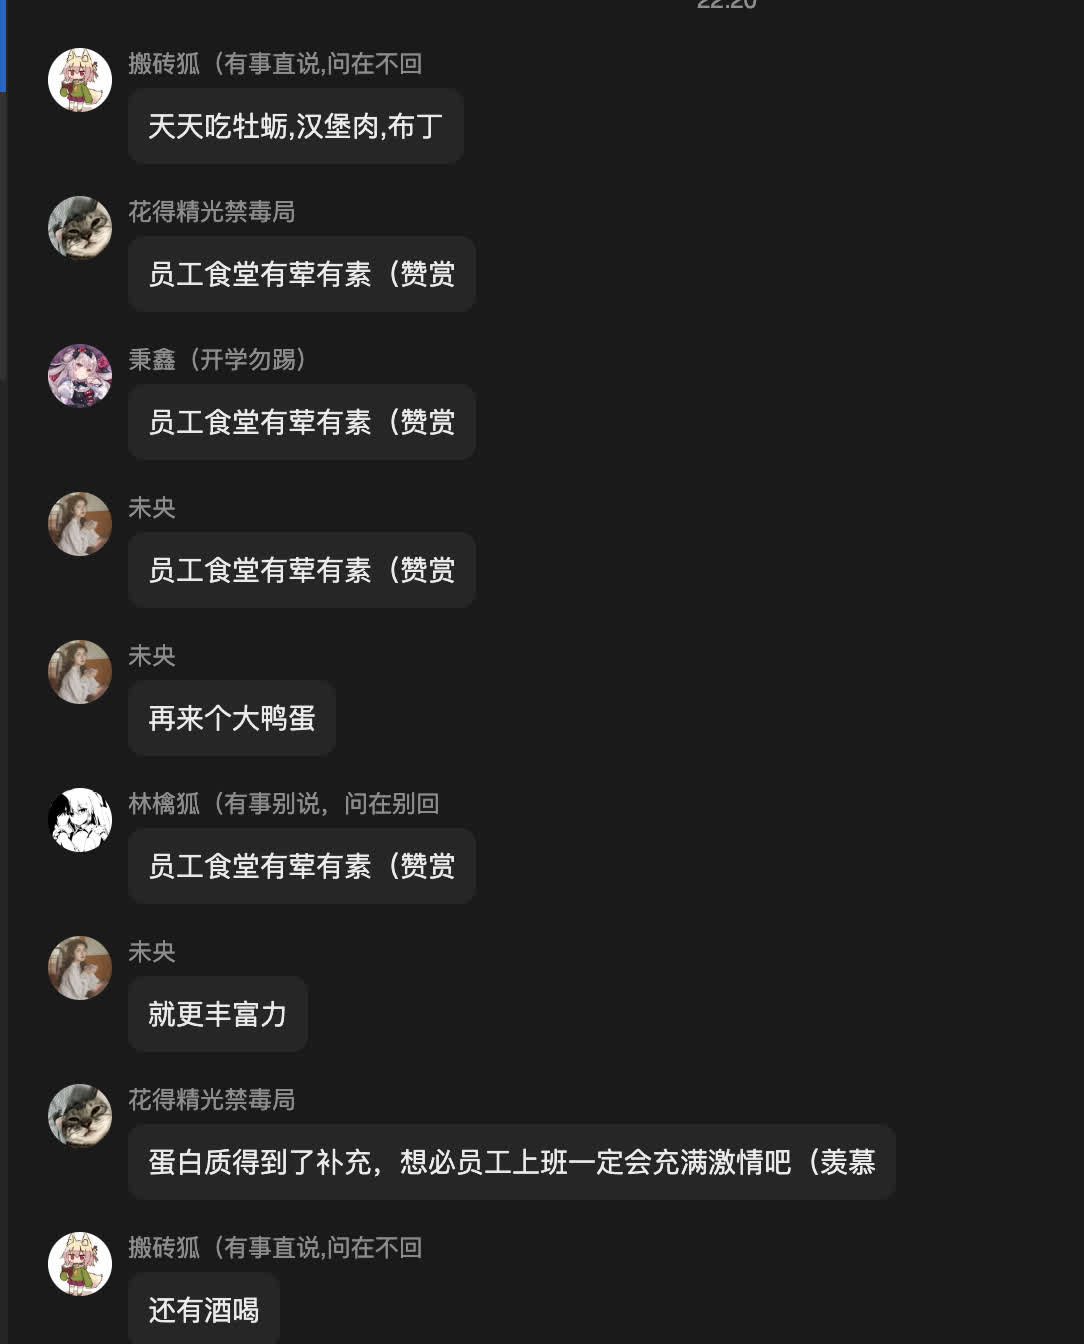 22:20
搬砖狐（有事直说,问在不回
天天吃牡蛎,汉堡肉,布丁
花得精光禁毒局
员工食堂有荤有素（赞赏
秉鑫（开学勿踢）
员工食堂有荤有素（赞赏
未央
员工食堂有荤有素（赞赏
未央
再来个大鸭蛋
林檎狐（有事别说，问在别回
员工食堂有荤有素（赞赏
未央
就更丰富力
花得精光禁毒局
蛋白质得到了补充，想必员工上班一定会充满激情吧（羡慕
搬砖狐（有事直说,问在不回
还有酒喝